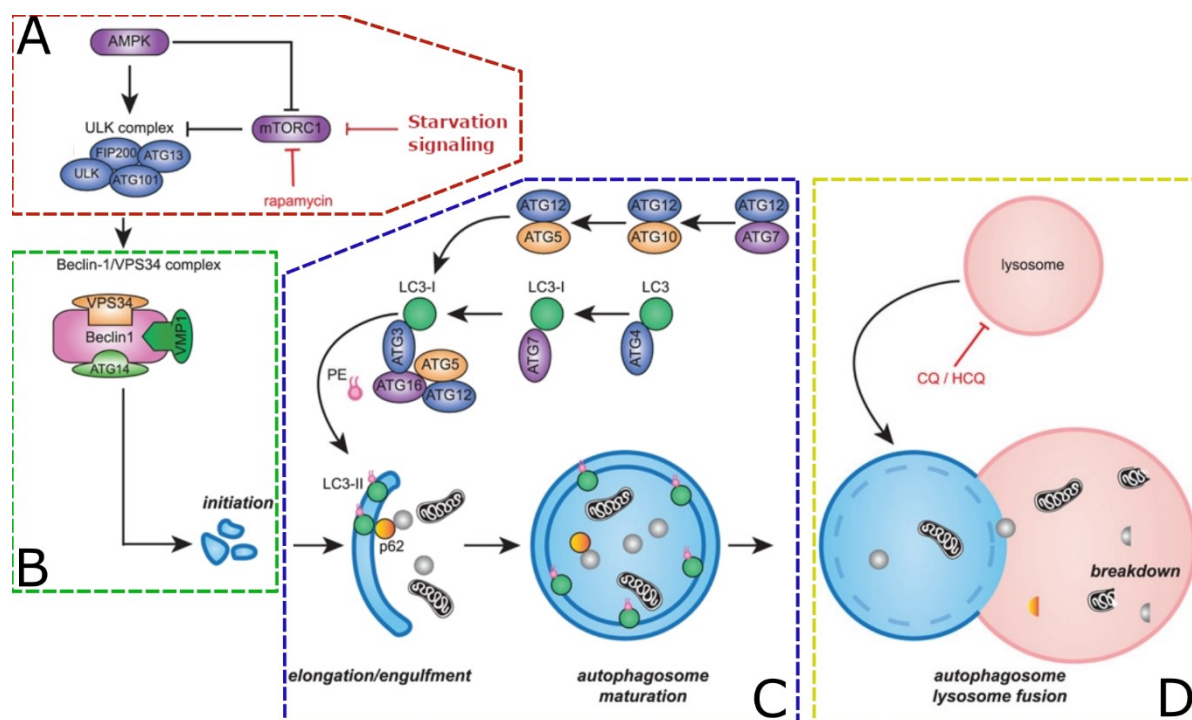 A
AMPK
ULK complex
mTORC1
Starvation
signaling
FIP200
ATG13
ULK
ATG101
rapamycin
Beclin-1/VPS34 complex
VPS34
Beclin1
VMP1
ATG14
initiation
B
ATG12
ATG5
ATG12
ATG10
ATG12
ATG7
LC3-I
LC3-I
LC3
ATG3
ATG7
ATG4
PE
ATG5
ATG16
ATG12
LC3-II
p62
elongation/engulfment
autophagosome
maturation
C
lysosome
CQ / HCQ
breakdown
autophagosome
lysosome fusion
D